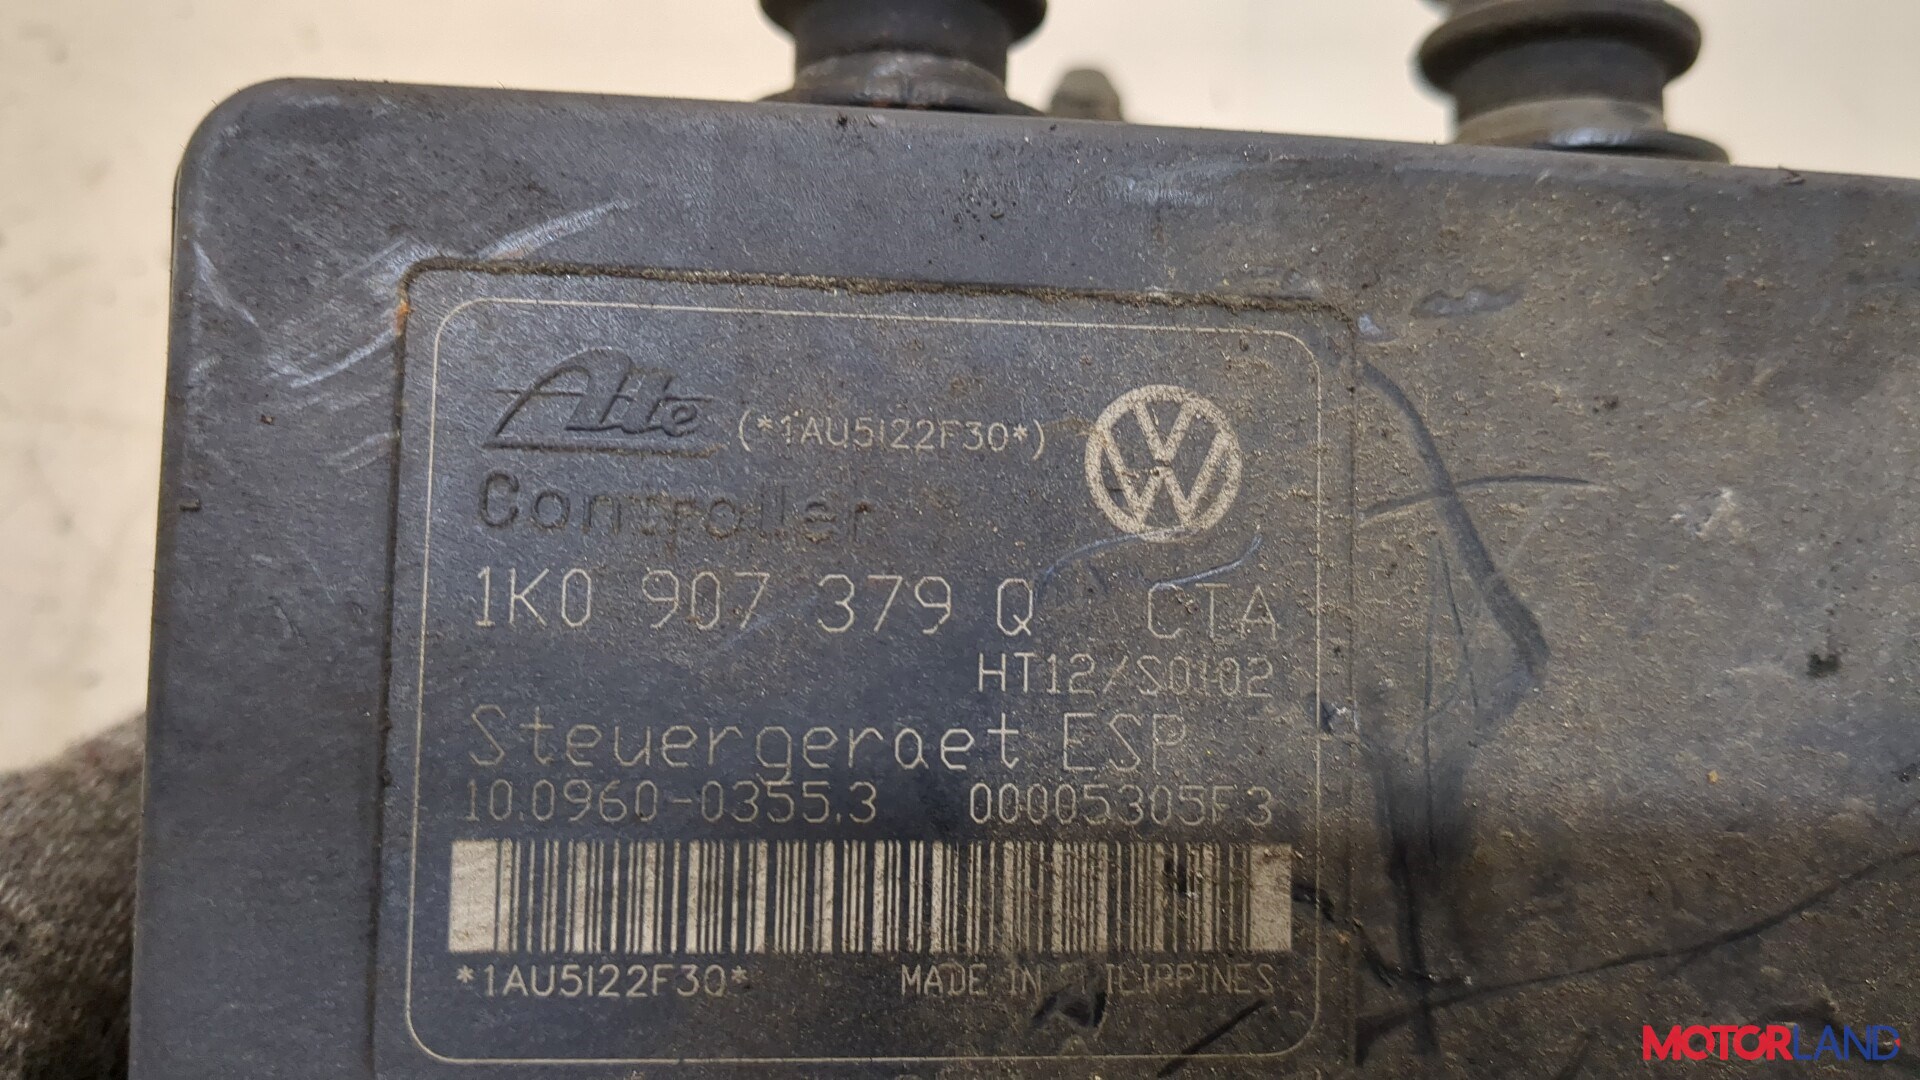 Ate (*1AU5I22F30*)
Controller
1K0 907 379 Q CTA
HT12/S0102
Steuergeraet ESP
10.0960-0355.3 00005305F3
*1AU5I22F30*
MADE IN PHILIPPINES
MOTORLAND